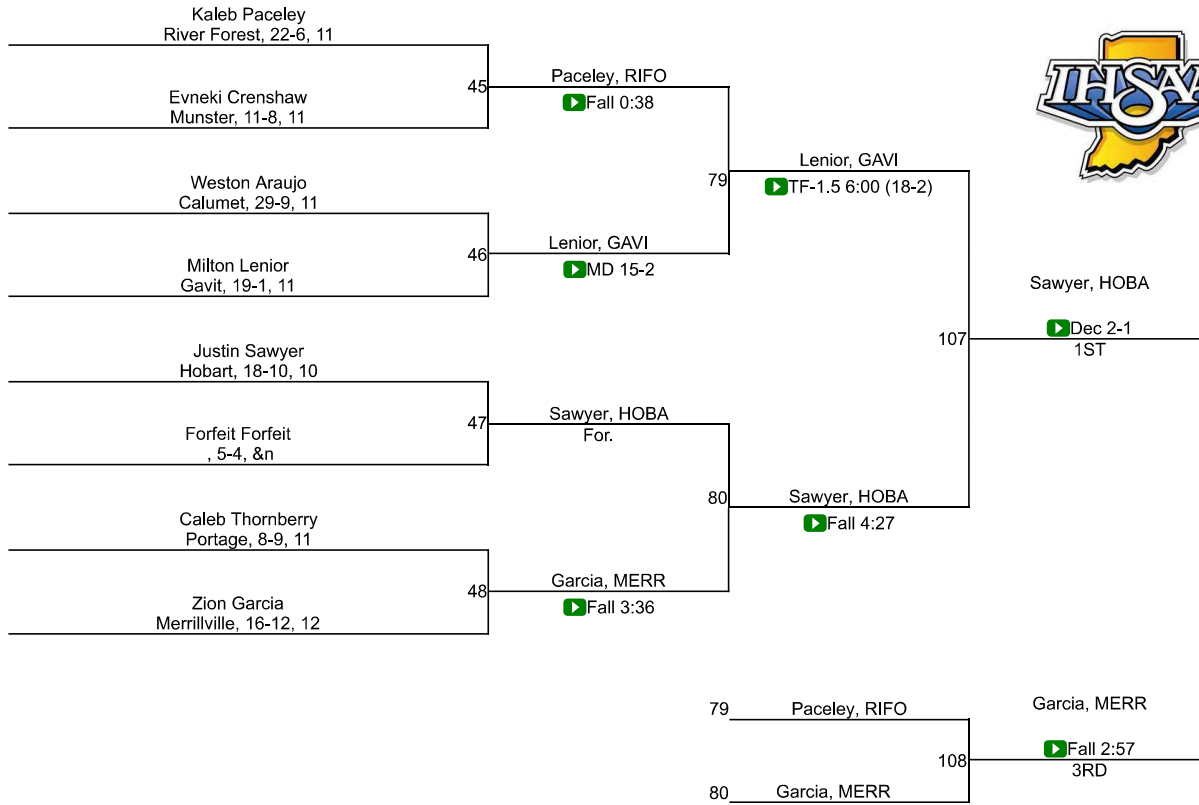 Kaleb Paceley
River Forest, 22-6, 11
45
Paceley, RIFO
Fall 0:38
Evneki Crenshaw
Munster, 11-8, 11
IHSAA
79
Lenior, GAVI
TF-1.5 6:00 (18-2)
Weston Araujo
Calumet, 29-9, 11
46
Lenior, GAVI
MD 15-2
Milton Lenior
Gavit, 19-1, 11
107
Sawyer, HOBA
Dec 2-1
1ST
Justin Sawyer
Hobart, 18-10, 10
47
Sawyer, HOBA
For.
Forfeit Forfeit
, 5-4, &n
80
Sawyer, HOBA
Fall 4:27
Caleb Thornberry
Portage, 8-9, 11
48
Garcia, MERR
Fall 3:36
Zion Garcia
Merrillville, 16-12, 12
79
Paceley, RIFO
108
Garcia, MERR
Fall 2:57
3RD
80
Garcia, MERR